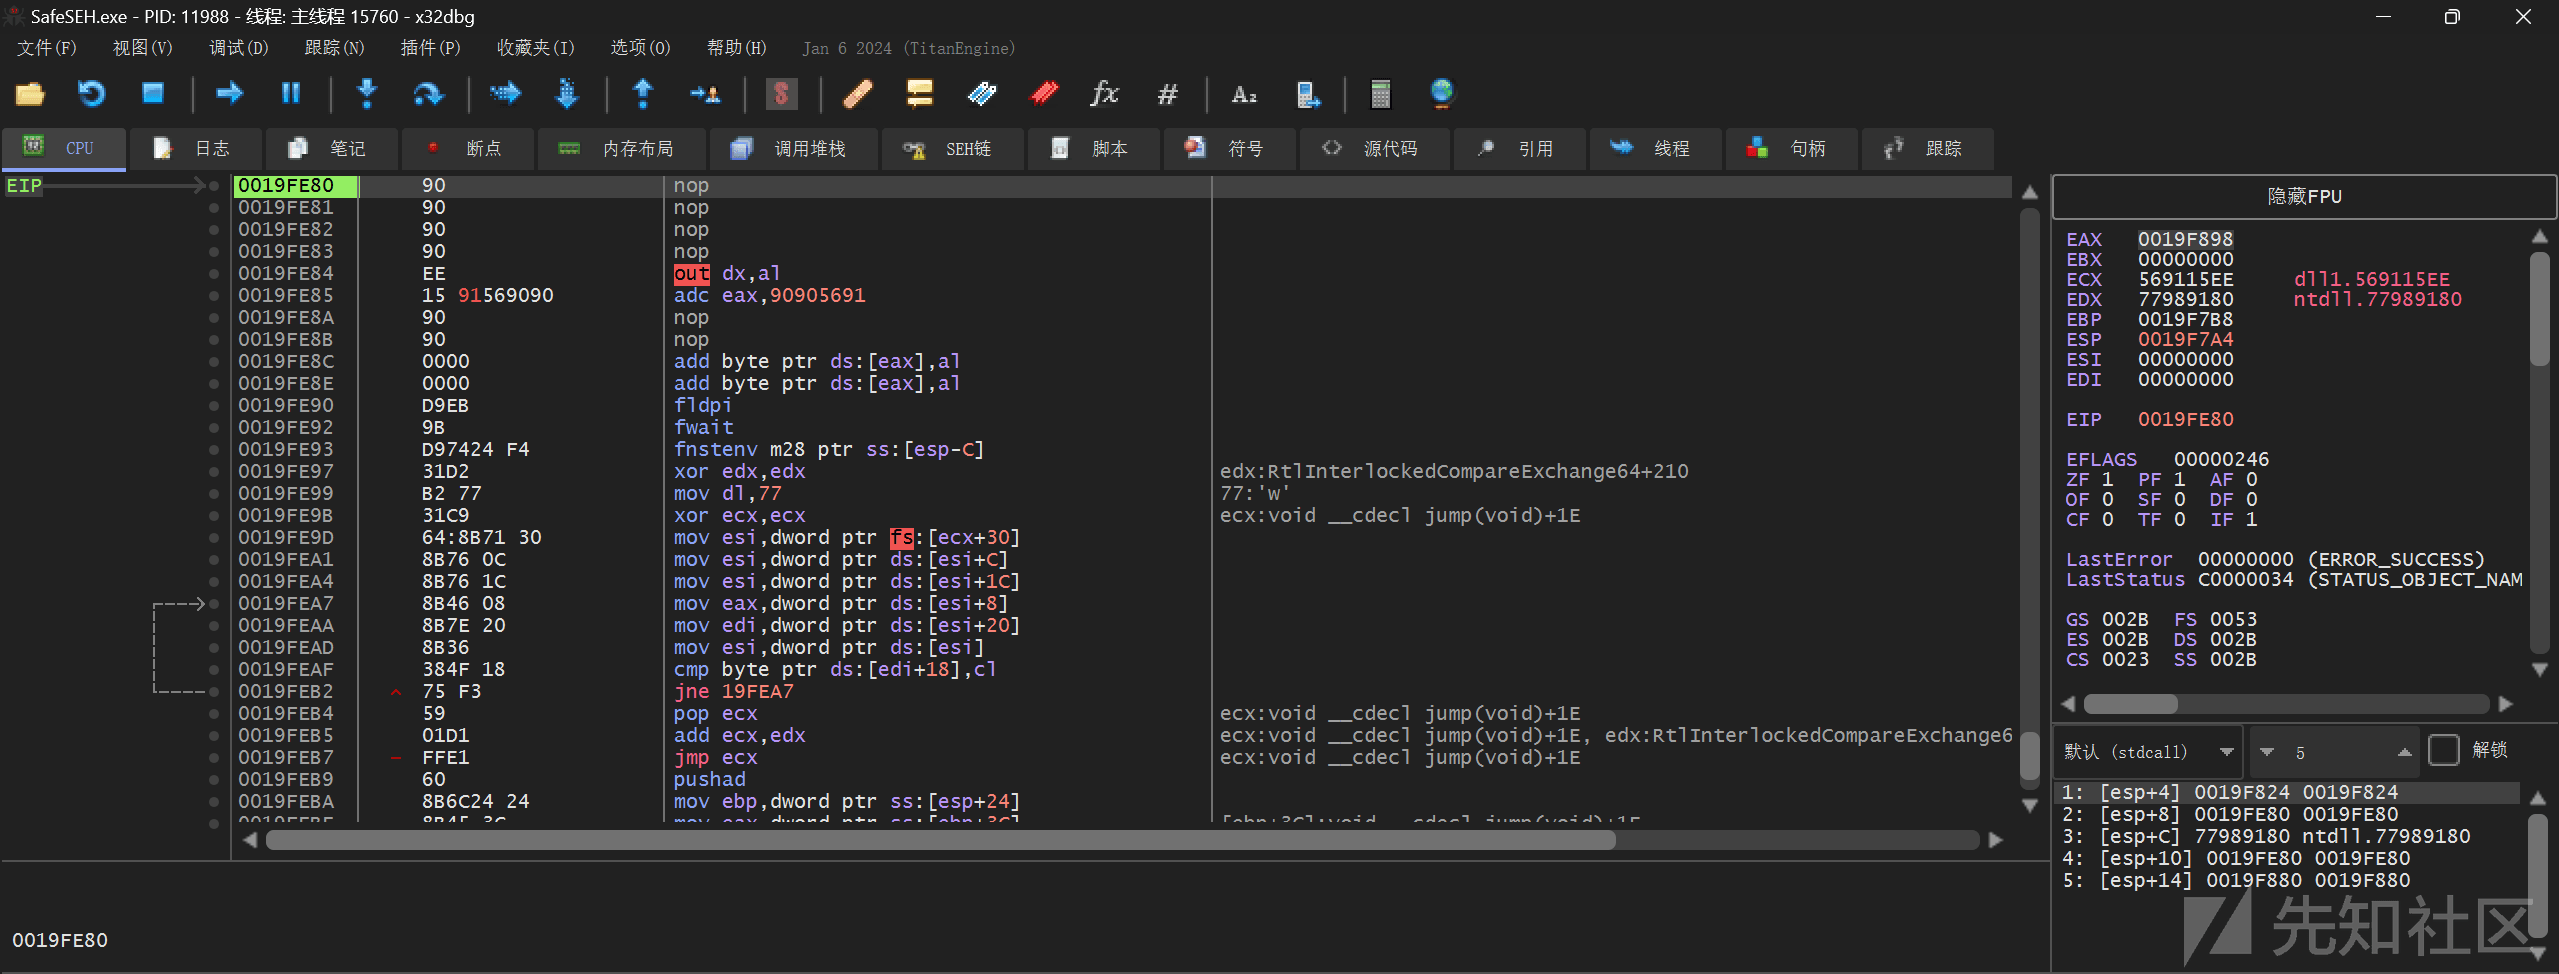 SafeSEH.exe - PID: 11988 - 线程: 主线程 15760 - x32dbg
文件(F) 视图(V) 调试(D) 跟踪(N) 插件(P) 收藏夹(I) 选项(O) 帮助(H) Jan 6 2024 (TitanEngine)
CPU 日志 笔记 断点 内存布局 调用堆栈 SEH链 脚本 符号 源代码 引用 线程 句柄 跟踪
EIP 0019FE80 90 nop
0019FE81 90 nop
0019FE82 90 nop
0019FE83 90 nop
0019FE84 EE out dx,al
0019FE85 15 91569090 adc eax,90905691
0019FE8A 90 nop
0019FE8B 90 nop
0019FE8C 0000 add byte ptr ds:[eax],al
0019FE8E 0000 add byte ptr ds:[eax],al
0019FE90 D9EB fldpi
0019FE92 9B fwait
0019FE93 D97424 F4 fnstenv m28 ptr ss:[esp-C]
0019FE97 31D2 xor edx,edx edx:RtlInterlockedCompareExchange64+210
0019FE99 B2 77 mov dl,77 77:'w'
0019FE9B 31C9 xor ecx,ecx ecx:void __cdecl jump(void)+1E
0019FE9D 64:8B71 30 mov esi,dword ptr fs:[ecx+30]
0019FEA1 8B76 0C mov esi,dword ptr ds:[esi+C]
0019FEA4 8B76 1C mov esi,dword ptr ds:[esi+1C]
0019FEA7 8B46 08 mov eax,dword ptr ds:[esi+8]
0019FEAA 8B7E 20 mov edi,dword ptr ds:[esi+20]
0019FEAD 8B36 mov esi,dword ptr ds:[esi]
0019FEAF 384F 18 cmp byte ptr ds:[edi+18],cl
0019FEB2 75 F3 jne 19FEA7
0019FEB4 59 pop ecx ecx:void __cdecl jump(void)+1E
0019FEB5 01D1 add ecx,edx ecx:void __cdecl jump(void)+1E, edx:RtlInterlockedCompareExchange6
0019FEB7 FFE1 jmp ecx ecx:void __cdecl jump(void)+1E
0019FEB9 60 pushad
0019FEBA 8B6C24 24 mov ebp,dword ptr ss:[esp+24]
0019FE80
隐藏FPU
EAX 0019F898
EBX 00000000
ECX 569115EE dll1.569115EE
EDX 77989180 ntdll.77989180
EBP 0019F7B8
ESP 0019F7A4
ESI 00000000
EDI 00000000
EIP 0019FE80
EFLAGS 00000246
ZF 1 PF 1 AF 0
OF 0 SF 0 DF 0
CF 0 TF 0 IF 1
LastError 00000000 (ERROR_SUCCESS)
LastStatus C0000034 (STATUS_OBJECT_NAM
GS 002B FS 0053
ES 002B DS 002B
CS 0023 SS 002B
默认 (stdcall) 5 解锁
1: [esp+4] 0019F824 0019F824
2: [esp+8] 0019FE80 0019FE80
3: [esp+C] 77989180 ntdll.77989180
4: [esp+10] 0019FE80 0019FE80
5: [esp+14] 0019F880 0019F880
先知社区